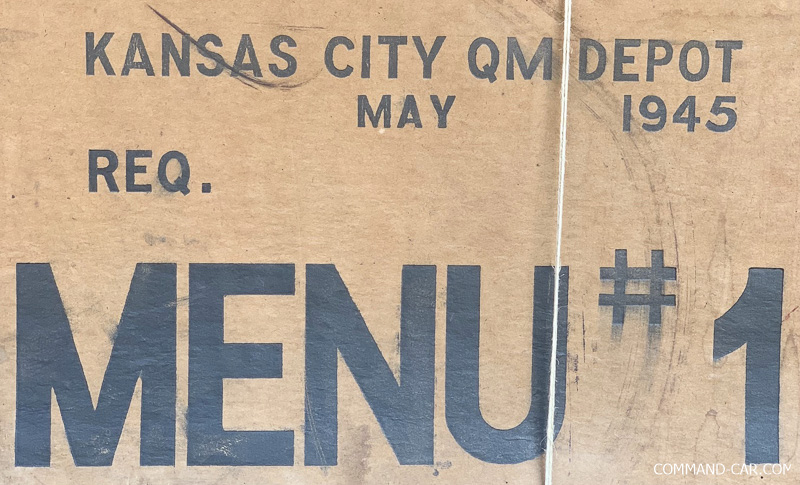 KANSAS CITY QM DEPOT
MAY 1945
REQ.
MENU #1
COMMAND-CAR.COM